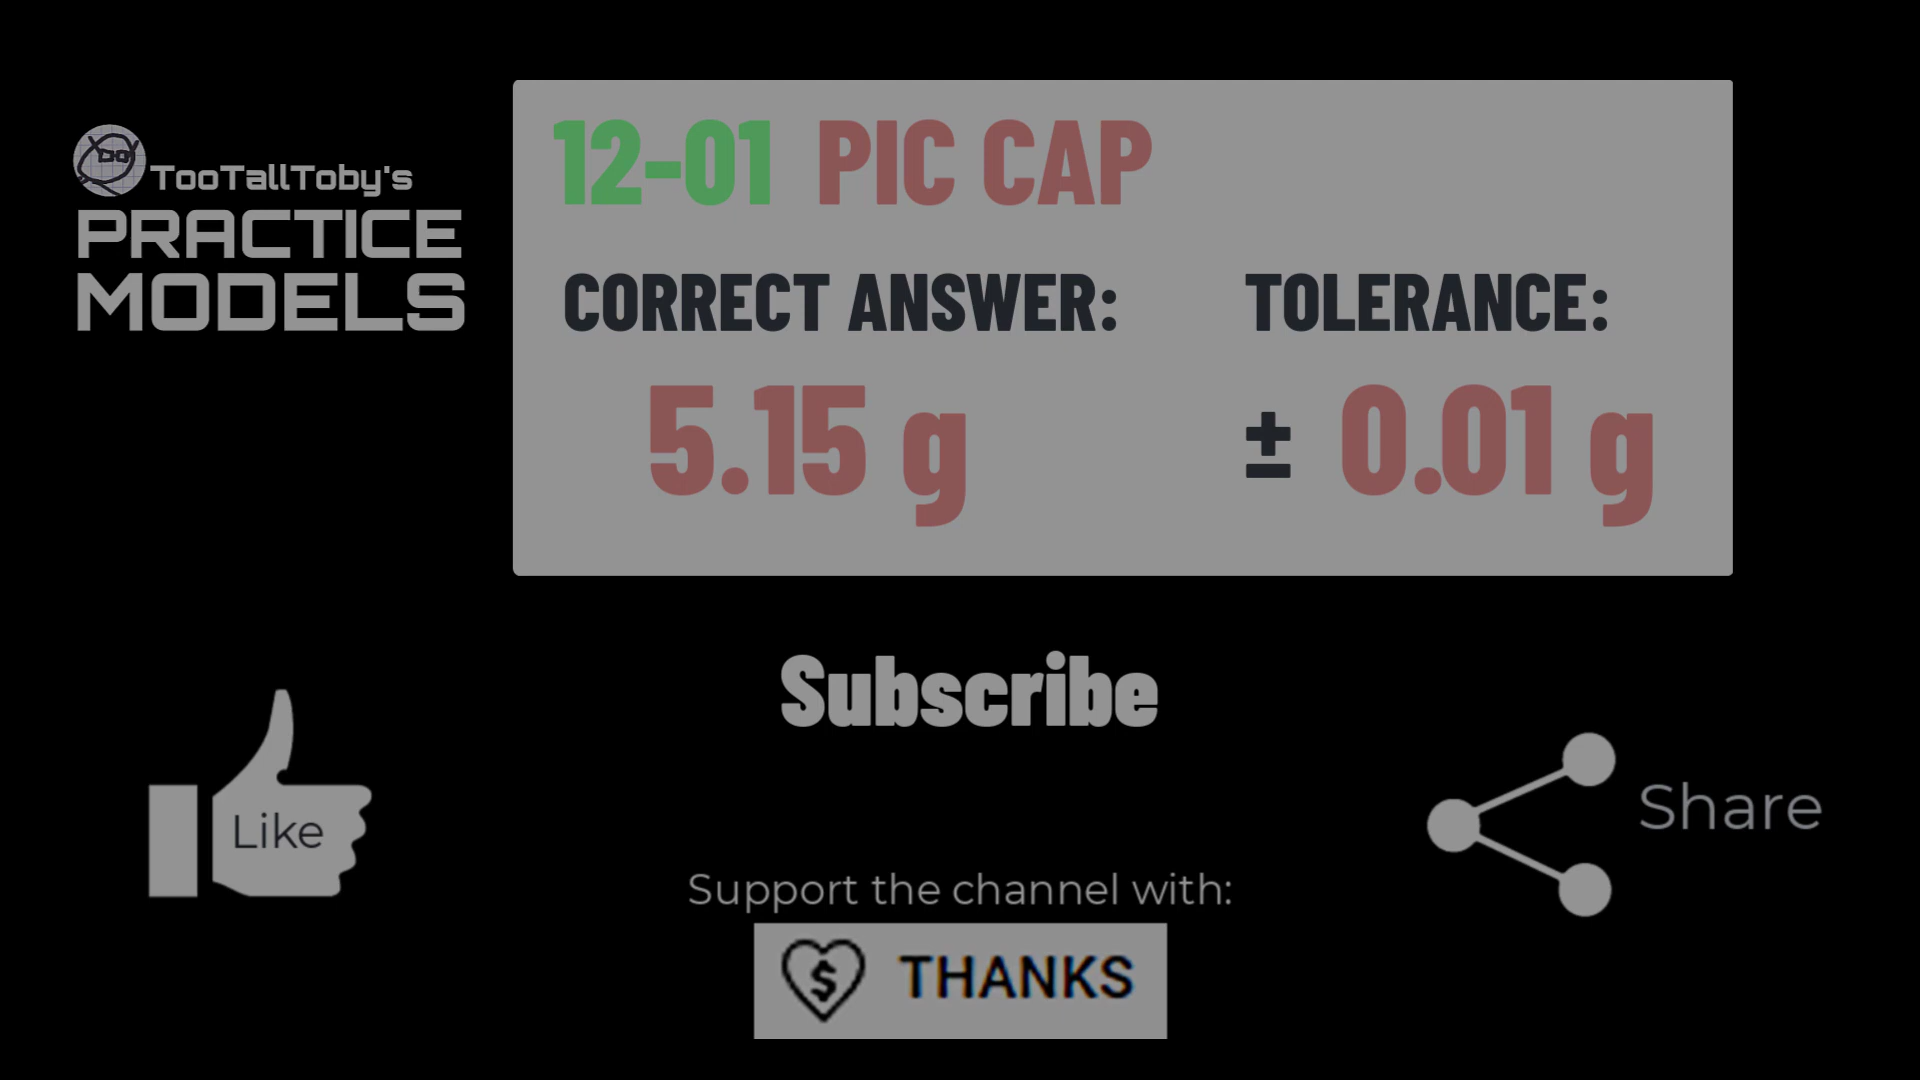 TooTallToby's
PRACTICE
MODELS
12-01 PIC CAP
CORRECT ANSWER: TOLERANCE:
5.15 g ± 0.01 g
Subscribe
Like
Share
Support the channel with:
$ THANKS